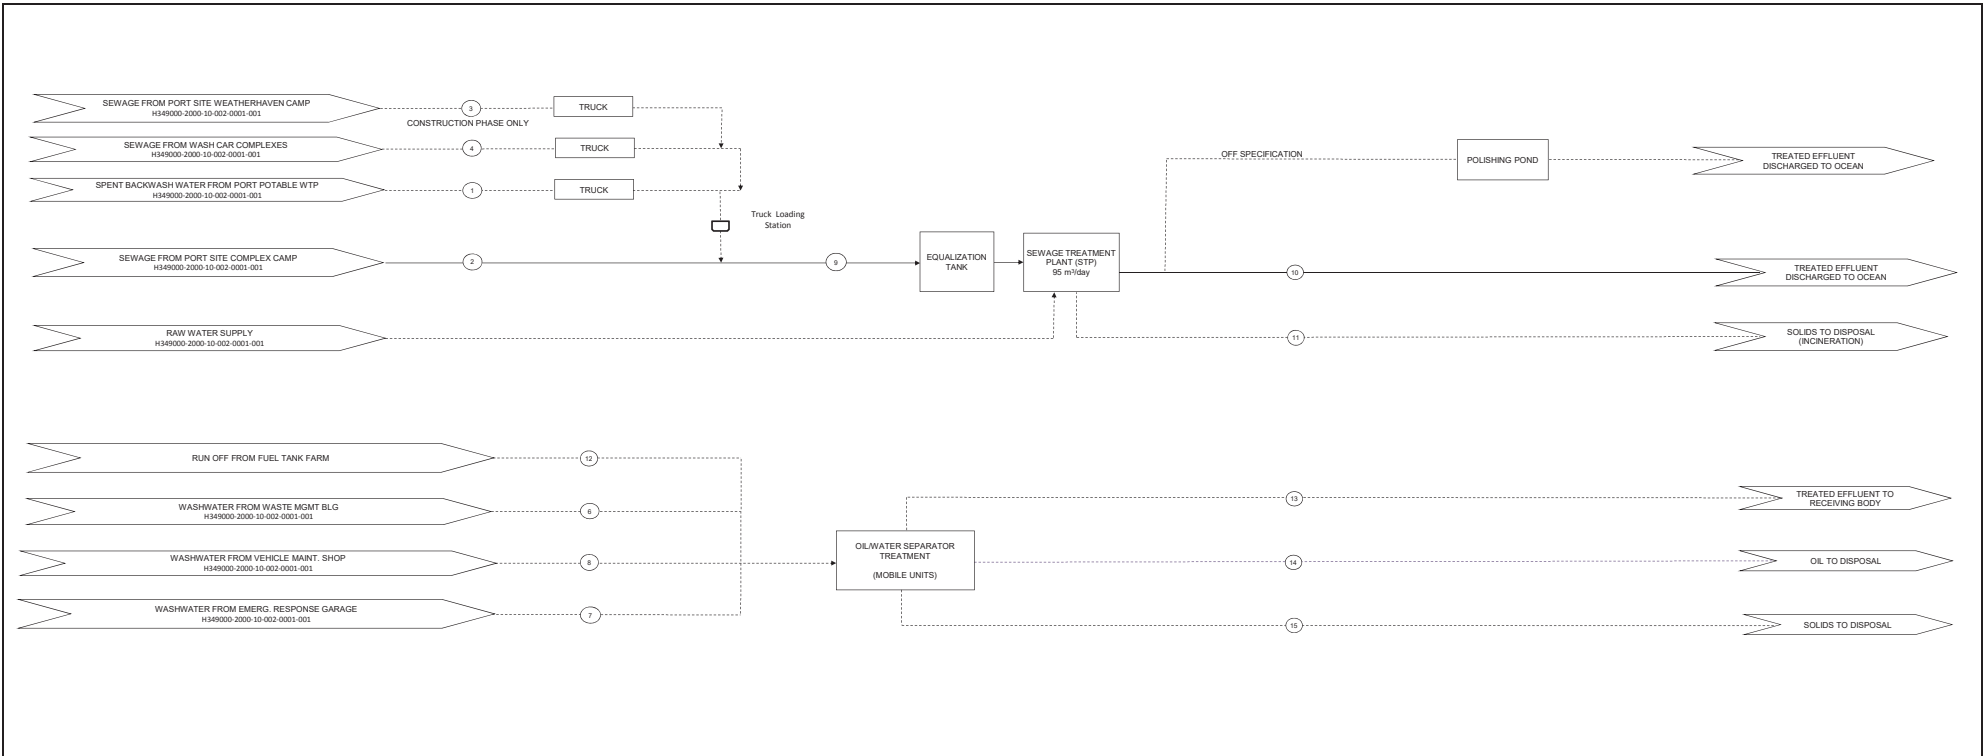 SEWAGE FROM PORT SITE WEATHERHAVEN CAMP
H349000-2000-10-002-0001-001
3
CONSTRUCTION PHASE ONLY
TRUCK
SEWAGE FROM WASH CAR COMPLEXES
H349000-2000-10-002-0001-001
4
TRUCK
SPENT BACKWASH WATER FROM PORT POTABLE WTP
H349000-2000-10-002-0001-001
1
TRUCK
Truck Loading
Station
OFF SPECIFICATION
POLISHING POND
TREATED EFFLUENT
DISCHARGED TO OCEAN
SEWAGE FROM PORT SITE COMPLEX CAMP
H349000-2000-10-002-0001-001
2
9
EQUALIZATION
TANK
SEWAGE TREATMENT
PLANT (STP)
95 m³/day
10
TREATED EFFLUENT
DISCHARGED TO OCEAN
RAW WATER SUPPLY
H349000-2000-10-002-0001-001
11
SOLIDS TO DISPOSAL
(INCINERATION)
RUN OFF FROM FUEL TANK FARM
12
WASHWATER FROM WASTE MGMT BLG
H349000-2000-10-002-0001-001
6
13
TREATED EFFLUENT TO
RECEIVING BODY
WASHWATER FROM VEHICLE MAINT. SHOP
H349000-2000-10-002-0001-001
8
OIL/WATER SEPARATOR
TREATMENT
(MOBILE UNITS)
14
OIL TO DISPOSAL
WASHWATER FROM EMERG. RESPONSE GARAGE
H349000-2000-10-002-0001-001
7
15
SOLIDS TO DISPOSAL